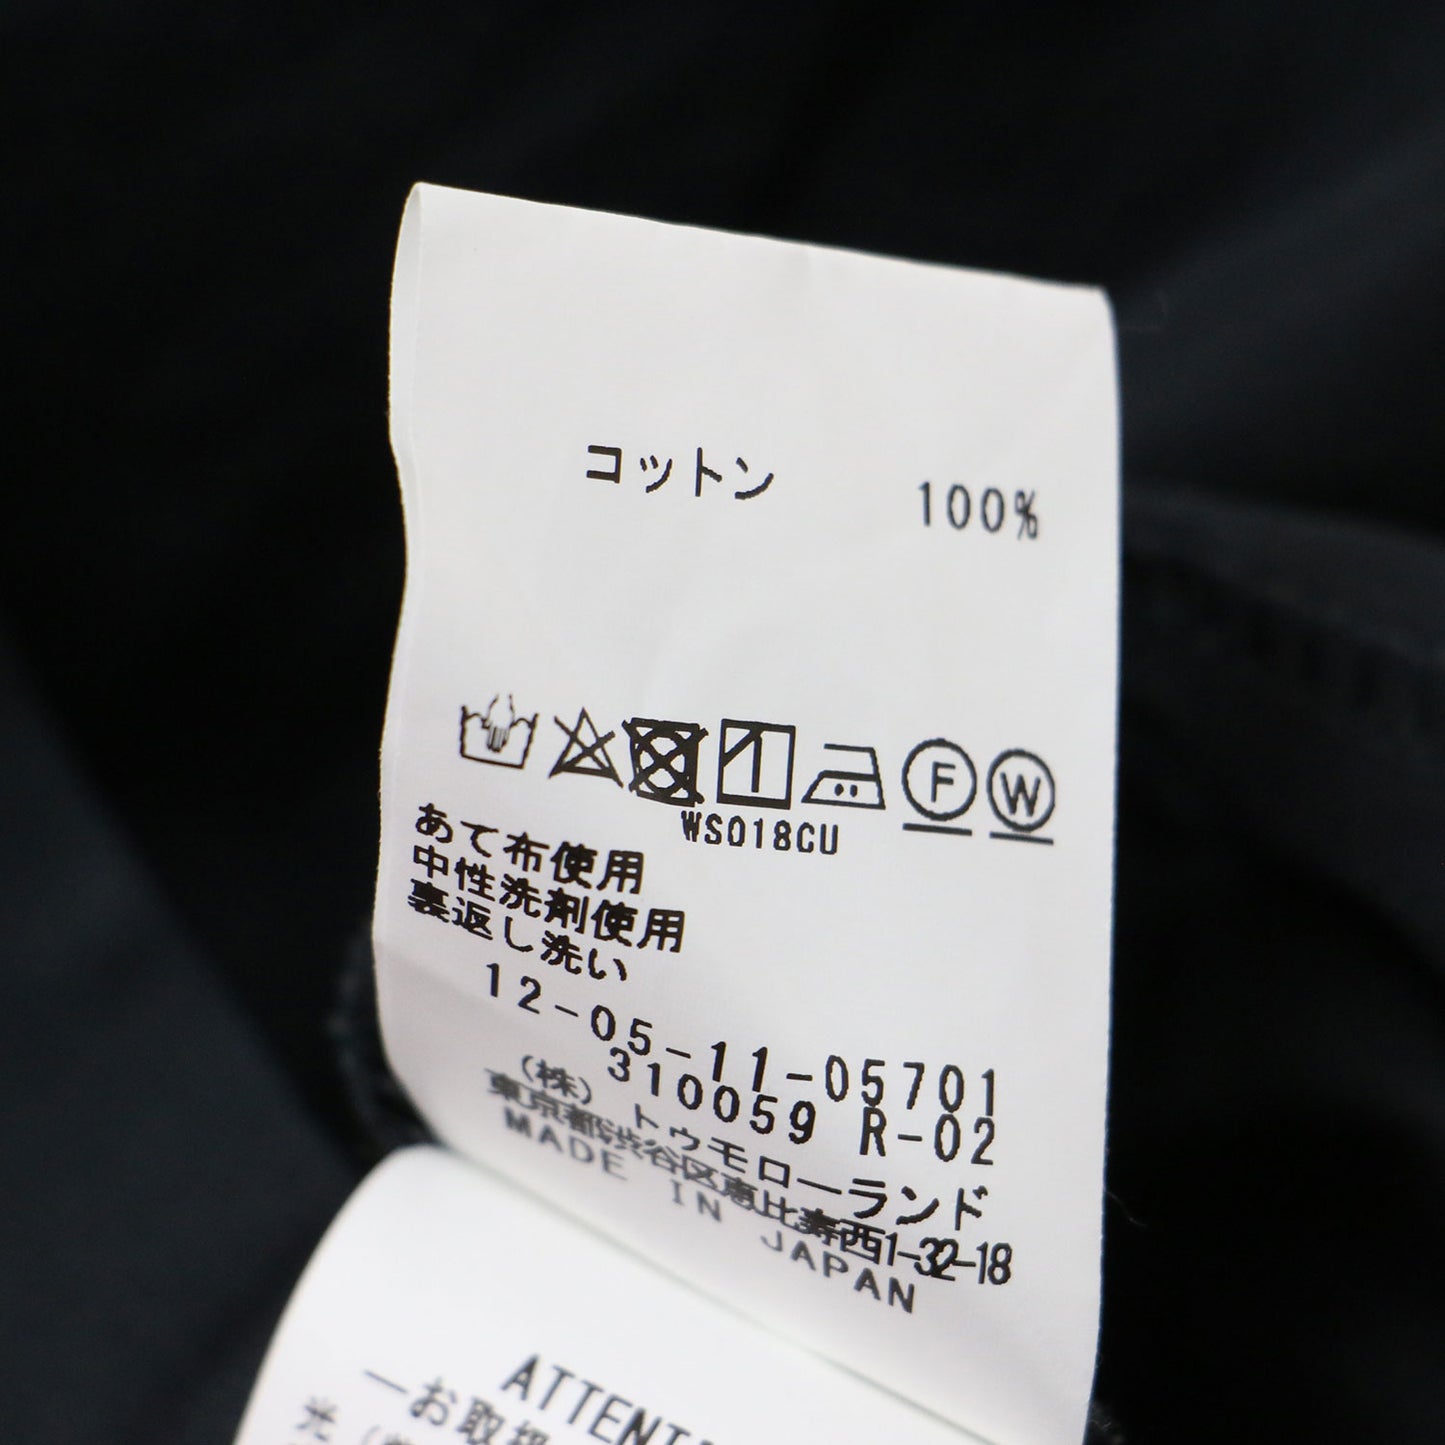 コットン 100%
F W
WS018CU
あて布使用
中性洗剤使用
裏返し洗い
12-05-11-05701
310059 R-02
(株)トゥモローランド
東京都渋谷区恵比寿西1-32-18
MADE IN JAPAN
ATTENT
―お取扱
光